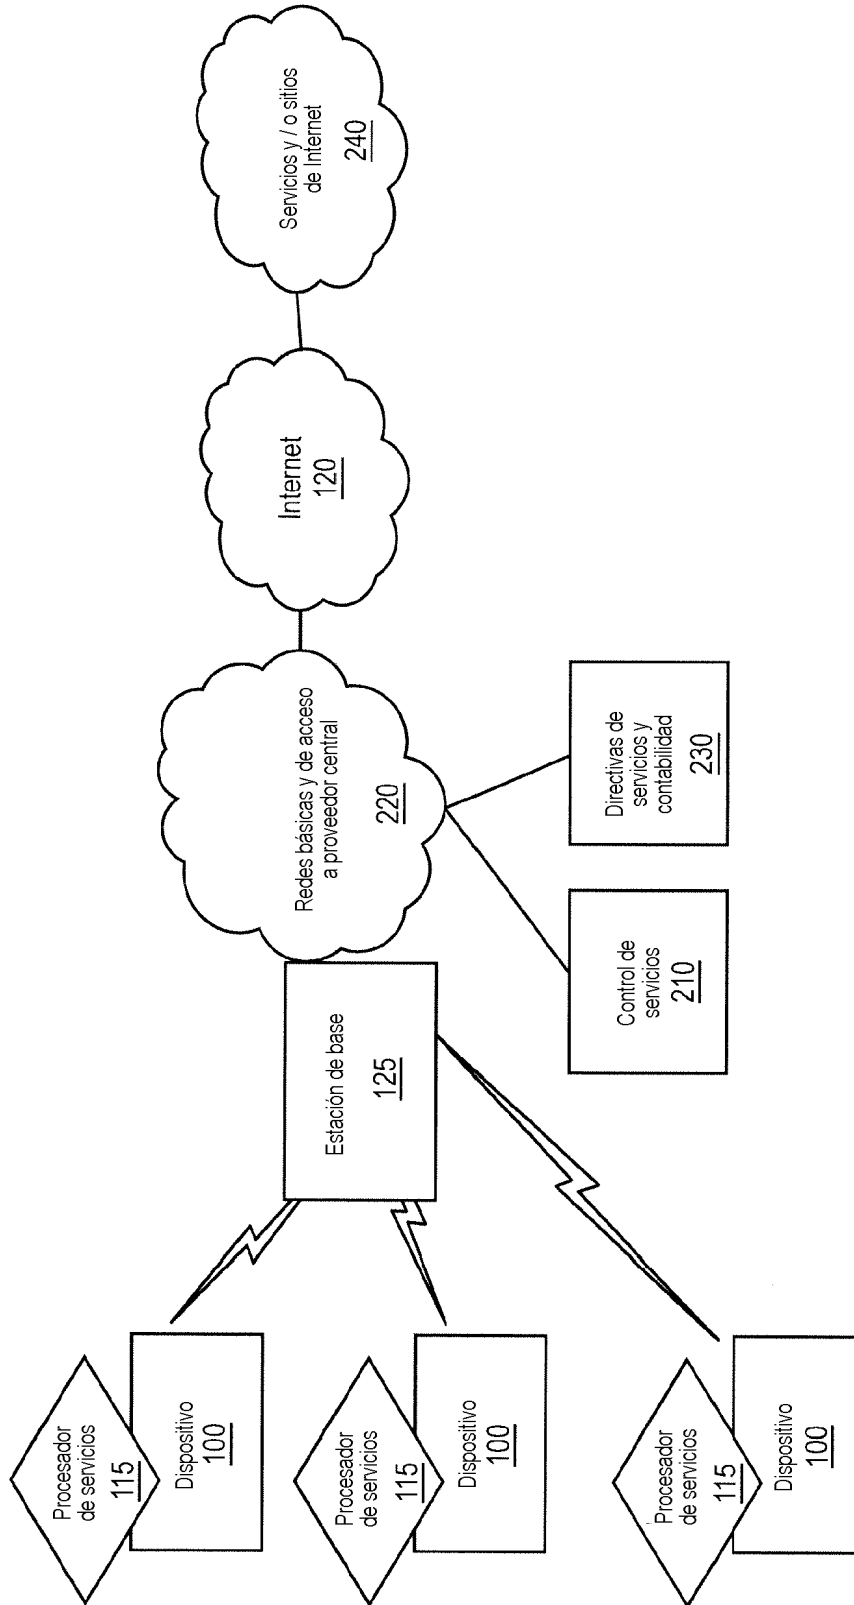 Procesador
de servicios
115
Dispositivo
100
Procesador
de servicios
115
Dispositivo
100
Procesador
de servicios
115
Dispositivo
100
Estación de base
125
Redes básicas y de acceso
a proveedor central
220
Control de
servicios
210
Directivas de
servicios y
contabilidad
230
Internet
120
Servicios y / o sitios
de Internet
240